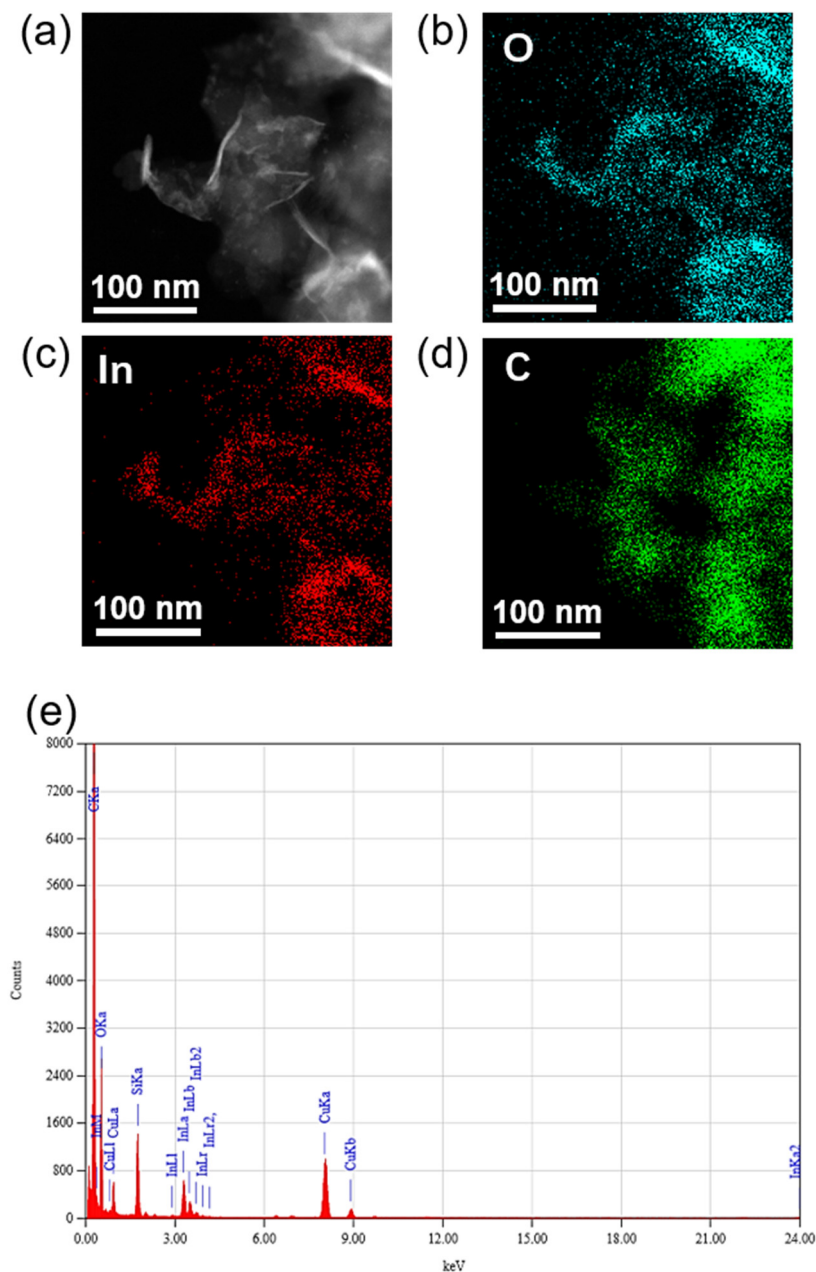 (a)
100 nm
(b)
O
100 nm
(c)
In
100 nm
(d)
C
100 nm
(e)
8000
7200
6400
5600
4800
4000
3200
2400
1600
800
0
Counts
CKa
OKa
InM
CuLl
CuLa
SiKa
InLl
InLa
InLb
InLb2
InLr
InLr2,
CuKa
CuKb
InKa2
0.00 3.00 6.00 9.00 12.00 15.00 18.00 21.00 24.00
keV